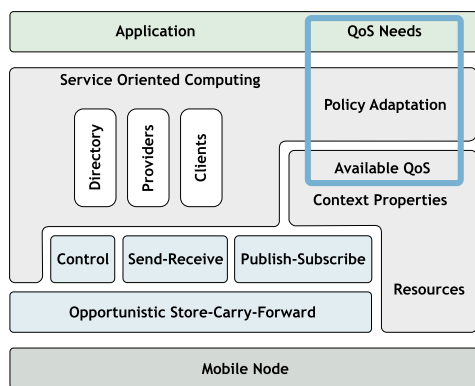 Application
QoS Needs
Service Oriented Computing
Policy Adaptation
Directory
Providers
Clients
Available QoS
Context Properties
Control
Send-Receive
Publish-Subscribe
Resources
Opportunistic Store-Carry-Forward
Mobile Node